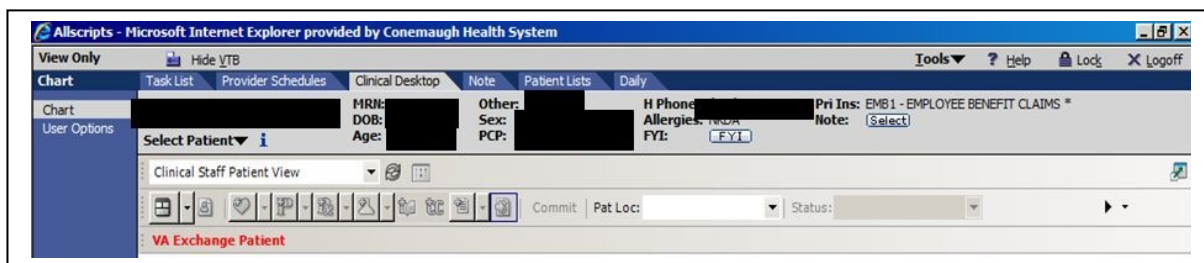 Allscripts - Microsoft Internet Explorer provided by Conemaugh Health System
View Only Hide VTB Tools ? Help Lock X Logoff
Chart Task List Provider Schedules Clinical Desktop Note Patient Lists Daily
Chart MRN: Other: H Phone Pri Ins: EMB1 - EMPLOYEE BENEFIT CLAIMS *
User Options DOB: Sex: Allergies: Note: Select
Select Patient i Age: PCP: FYI: FYI
Clinical Staff Patient View
Commit Pat Loc: Status:
VA Exchange Patient